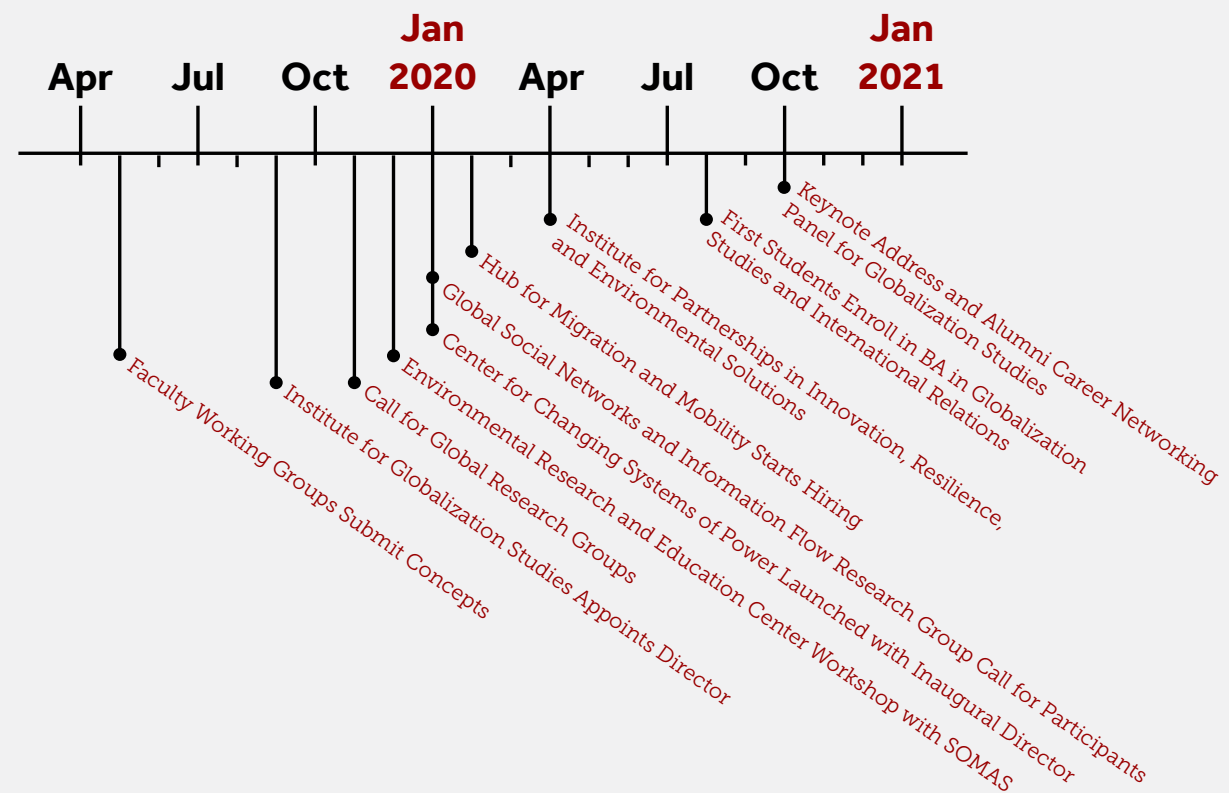 Jan
Jan
Apr
Jul
Oct
2020
Apr
Jul
Oct
2021
Faculty Working Groups Submit Concepts
Institute for Globalization Studies Appoints Director
Call for Global Research Groups
Environmental Research and Education Center Workshop with SOMAS
Center for Changing Systems of Power Launched with Inaugural Director
Global Social Networks and Information Flow Research Group Call for Participants
Hub for Migration and Mobility Starts Hiring
Institute for Partnerships in Innovation, Resilience,
and Environmental Solutions
First Students Enroll in BA in Globalization
Studies and International Relations
Keynote Address and Alumni Career Networking
Panel for Globalization Studies